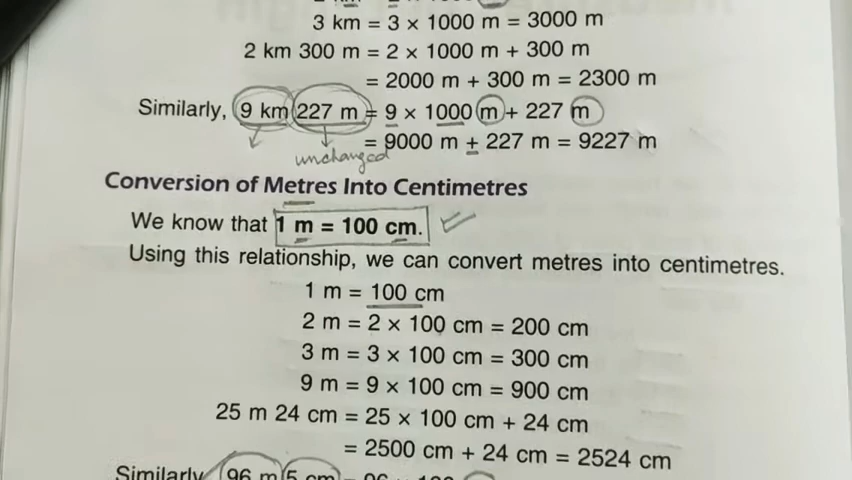 3 km = 3 × 1000 m = 3000 m
2 km 300 m = 2 × 1000 m + 300 m
= 2000 m + 300 m = 2300 m
Similarly, 9 km 227 m = 9 × 1000 m + 227 m
= 9000 m + 227 m = 9227 m
unchanged
Conversion of Metres Into Centimetres
We know that 1 m = 100 cm.
Using this relationship, we can convert metres into centimetres.
1 m = 100 cm
2 m = 2 × 100 cm = 200 cm
3 m = 3 × 100 cm = 300 cm
9 m = 9 × 100 cm = 900 cm
25 m 24 cm = 25 × 100 cm + 24 cm
= 2500 cm + 24 cm = 2524 cm
Similarly, 96 m 5 cm